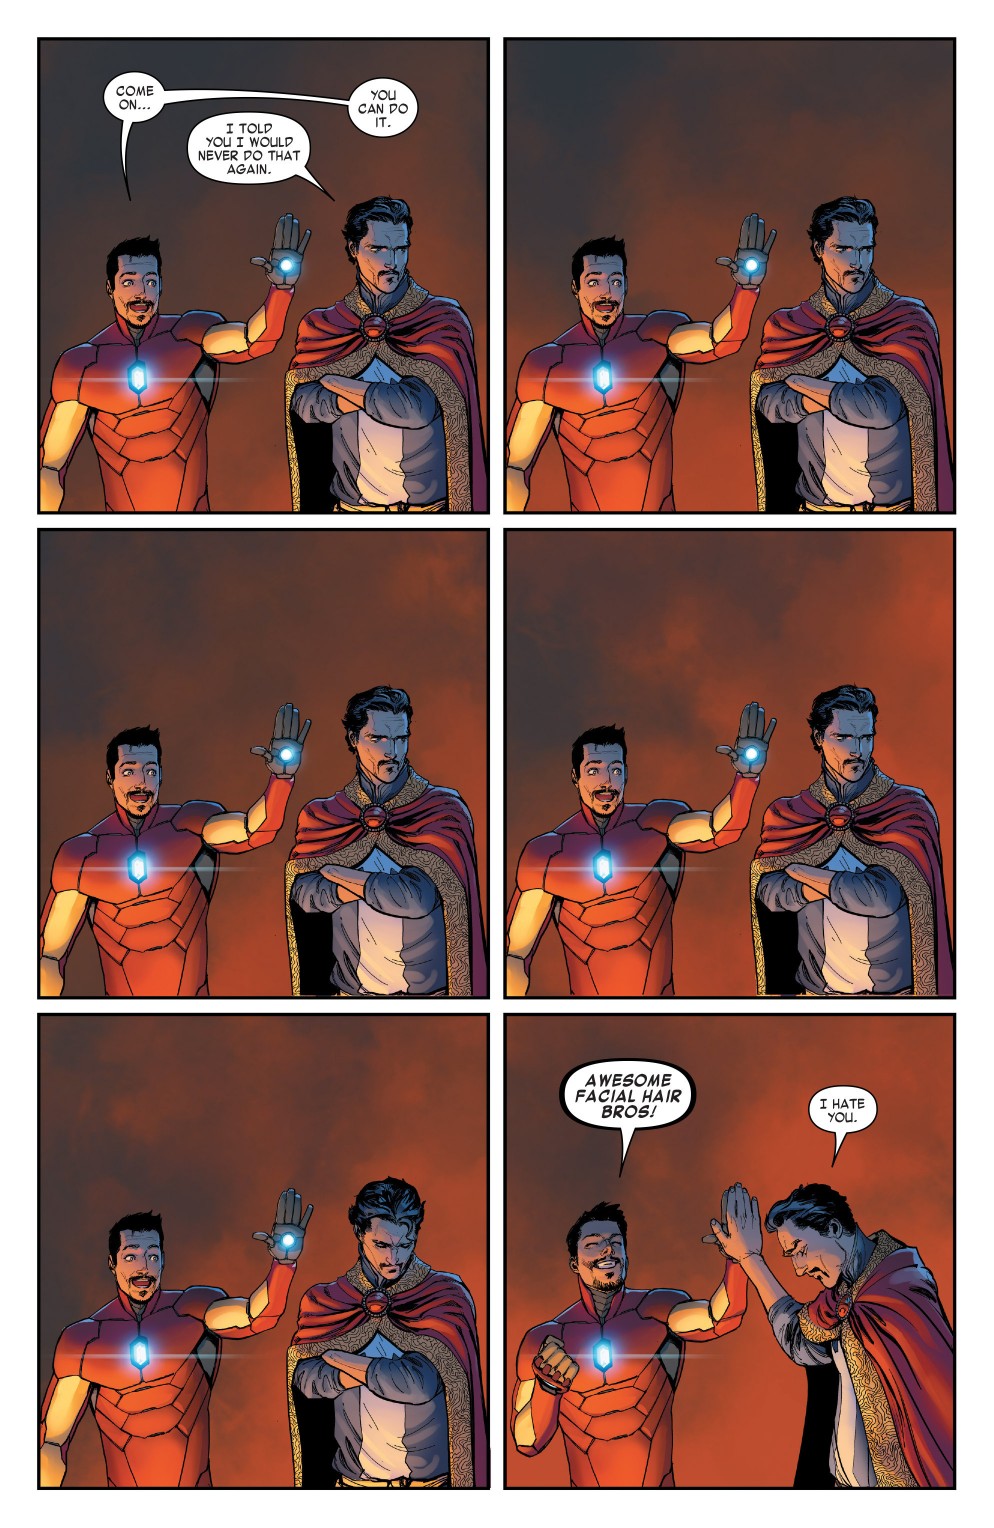 COME
ON...
YOU
CAN DO
IT.
I TOLD
YOU I WOULD
NEVER DO THAT
AGAIN.
AWESOME
FACIAL HAIR
BROS!
I HATE
YOU.